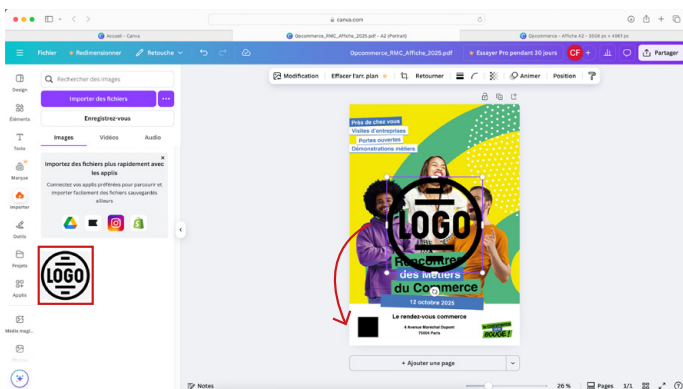 canva.com
Accueil - Canva
Opcommerce_RMC_Affiche_2025.pdf - A2 (Portrait)
Opcommerce - Affiche A2 - 3508 px × 4961 px
Fichier
Redimensionner
Retouche
Opcommerce_RMC_Affiche_2025.pdf
Essayer Pro pendant 30 jours
CF
Partager
Design
Éléments
Texte
Marque
Importer
Outils
Projets
Applis
Média magi...
Rechercher des images
Importer des fichiers
Enregistrez-vous
Images
Vidéos
Audio
Importez des fichiers plus rapidement avec
les applis
Connectez vos applis préférées pour parcourir et
importer facilement des fichiers sauvegardés
ailleurs
LOGO
Modification
Effacer l'arr. plan
Retourner
Animer
Position
Près de chez vous
Visites d'entreprises
Portes ouvertes
Démonstrations métiers
LOGO
Rencontres
des Métiers
du Commerce
12 octobre 2025
Le rendez-vous commerce
4 Avenue Maréchal Dupont
75004 Paris
BOUGE !
+ Ajouter une page
Notes
26 %
Pages
1/1